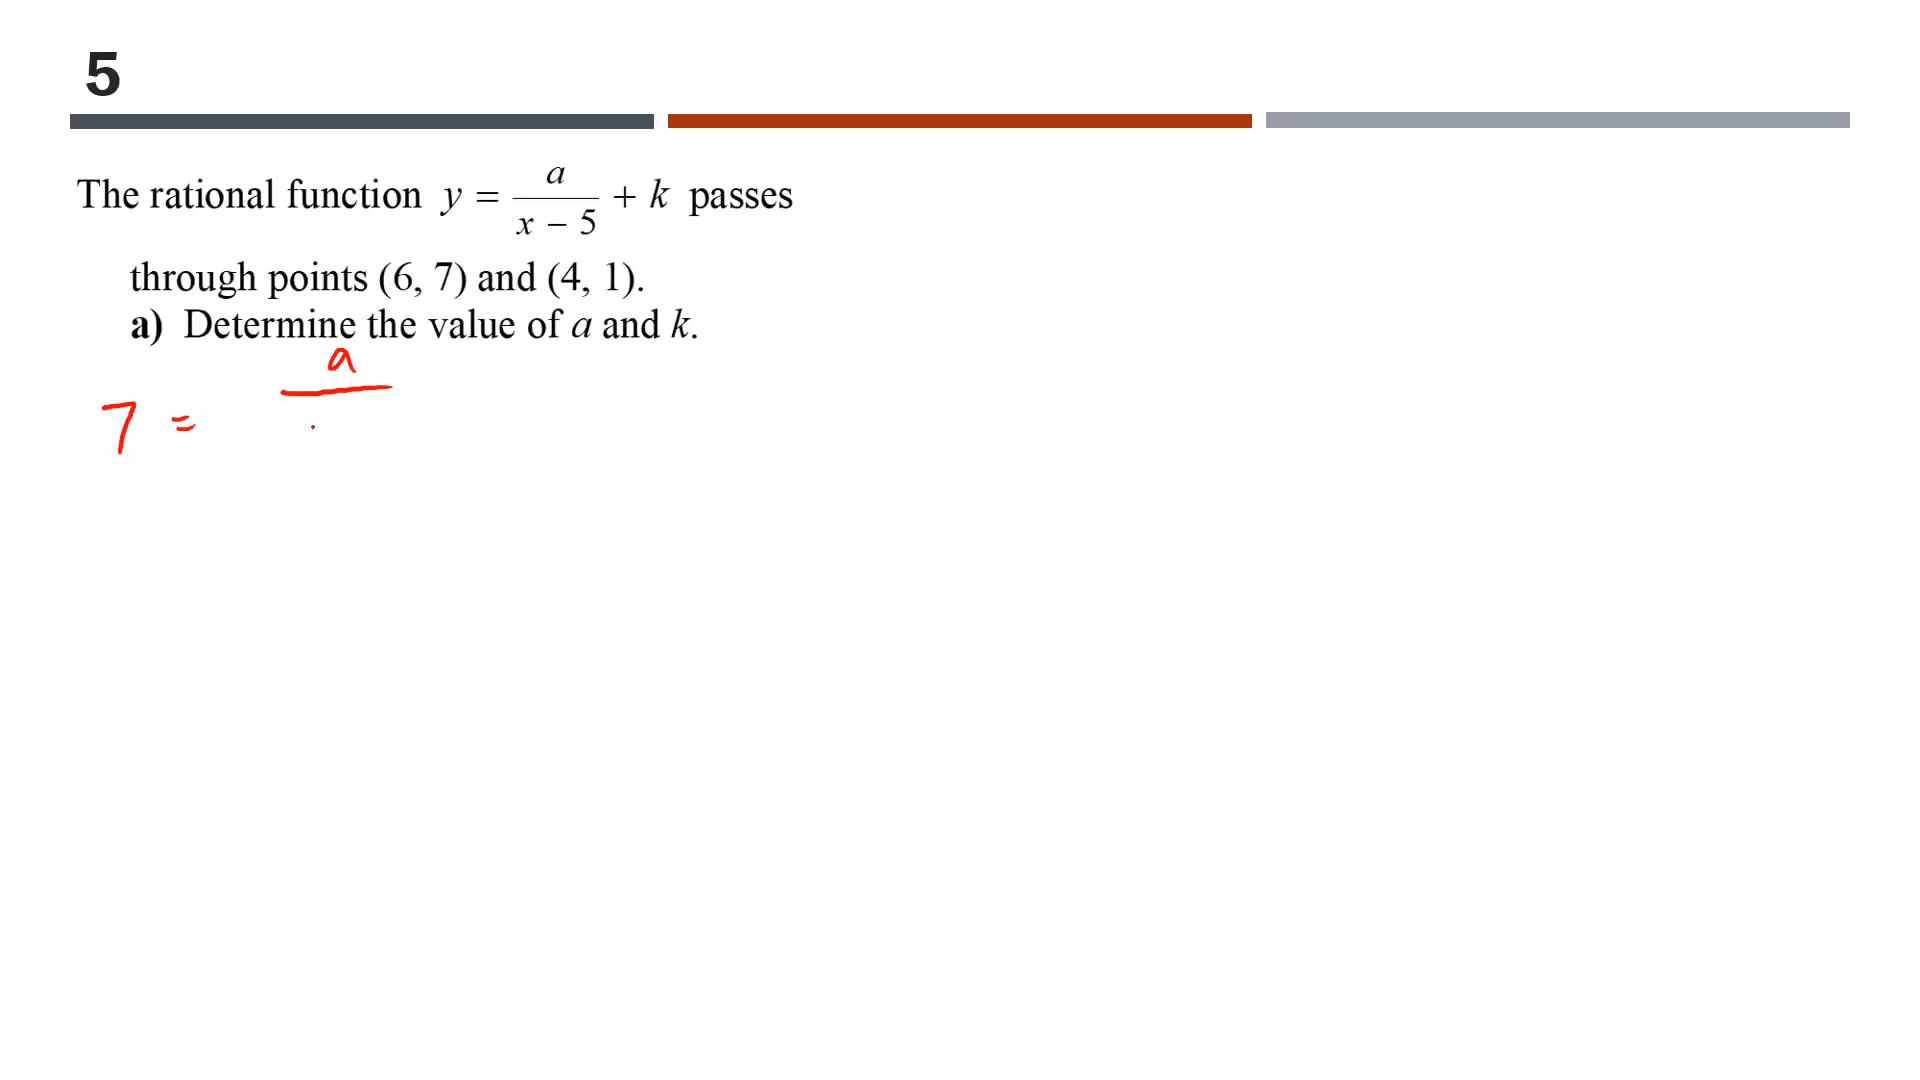 5
The rational function y = a/(x − 5) + k passes
through points (6, 7) and (4, 1).
a) Determine the value of a and k.
a
7 =